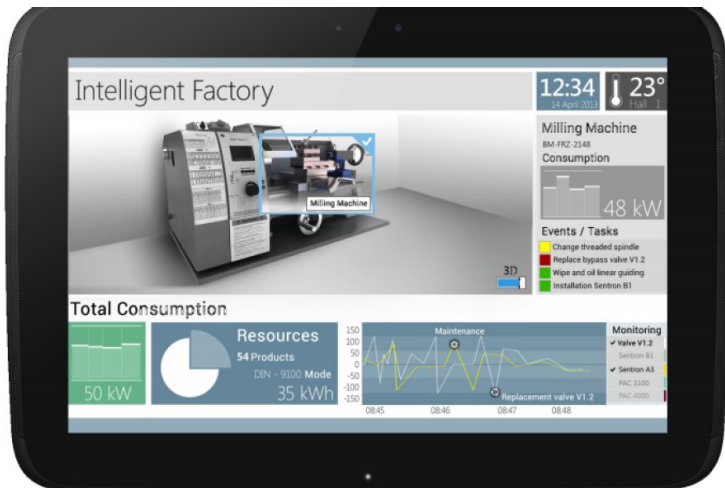 Intelligent Factory
12:34
14 April 2013
23°
Hall 1
Milling Machine
BM-FRZ-2148
Consumption
48 kW
Milling Machine
3D
Events / Tasks
Change threaded spindle
Replace bypass valve V1.2
Wipe and oil linear guiding
Installation Sentron B1
Total Consumption
50 kW
Resources
54 Products
DIN - 9100 Mode
35 kWh
150
100
50
0
-50
-100
-150
Maintenance
Replacement valve V1.2
08:45
08:46
08:47
08:48
Monitoring
Valve V1.2
Sentron B1
Sentron A3
PAC 3100
PAC 4000